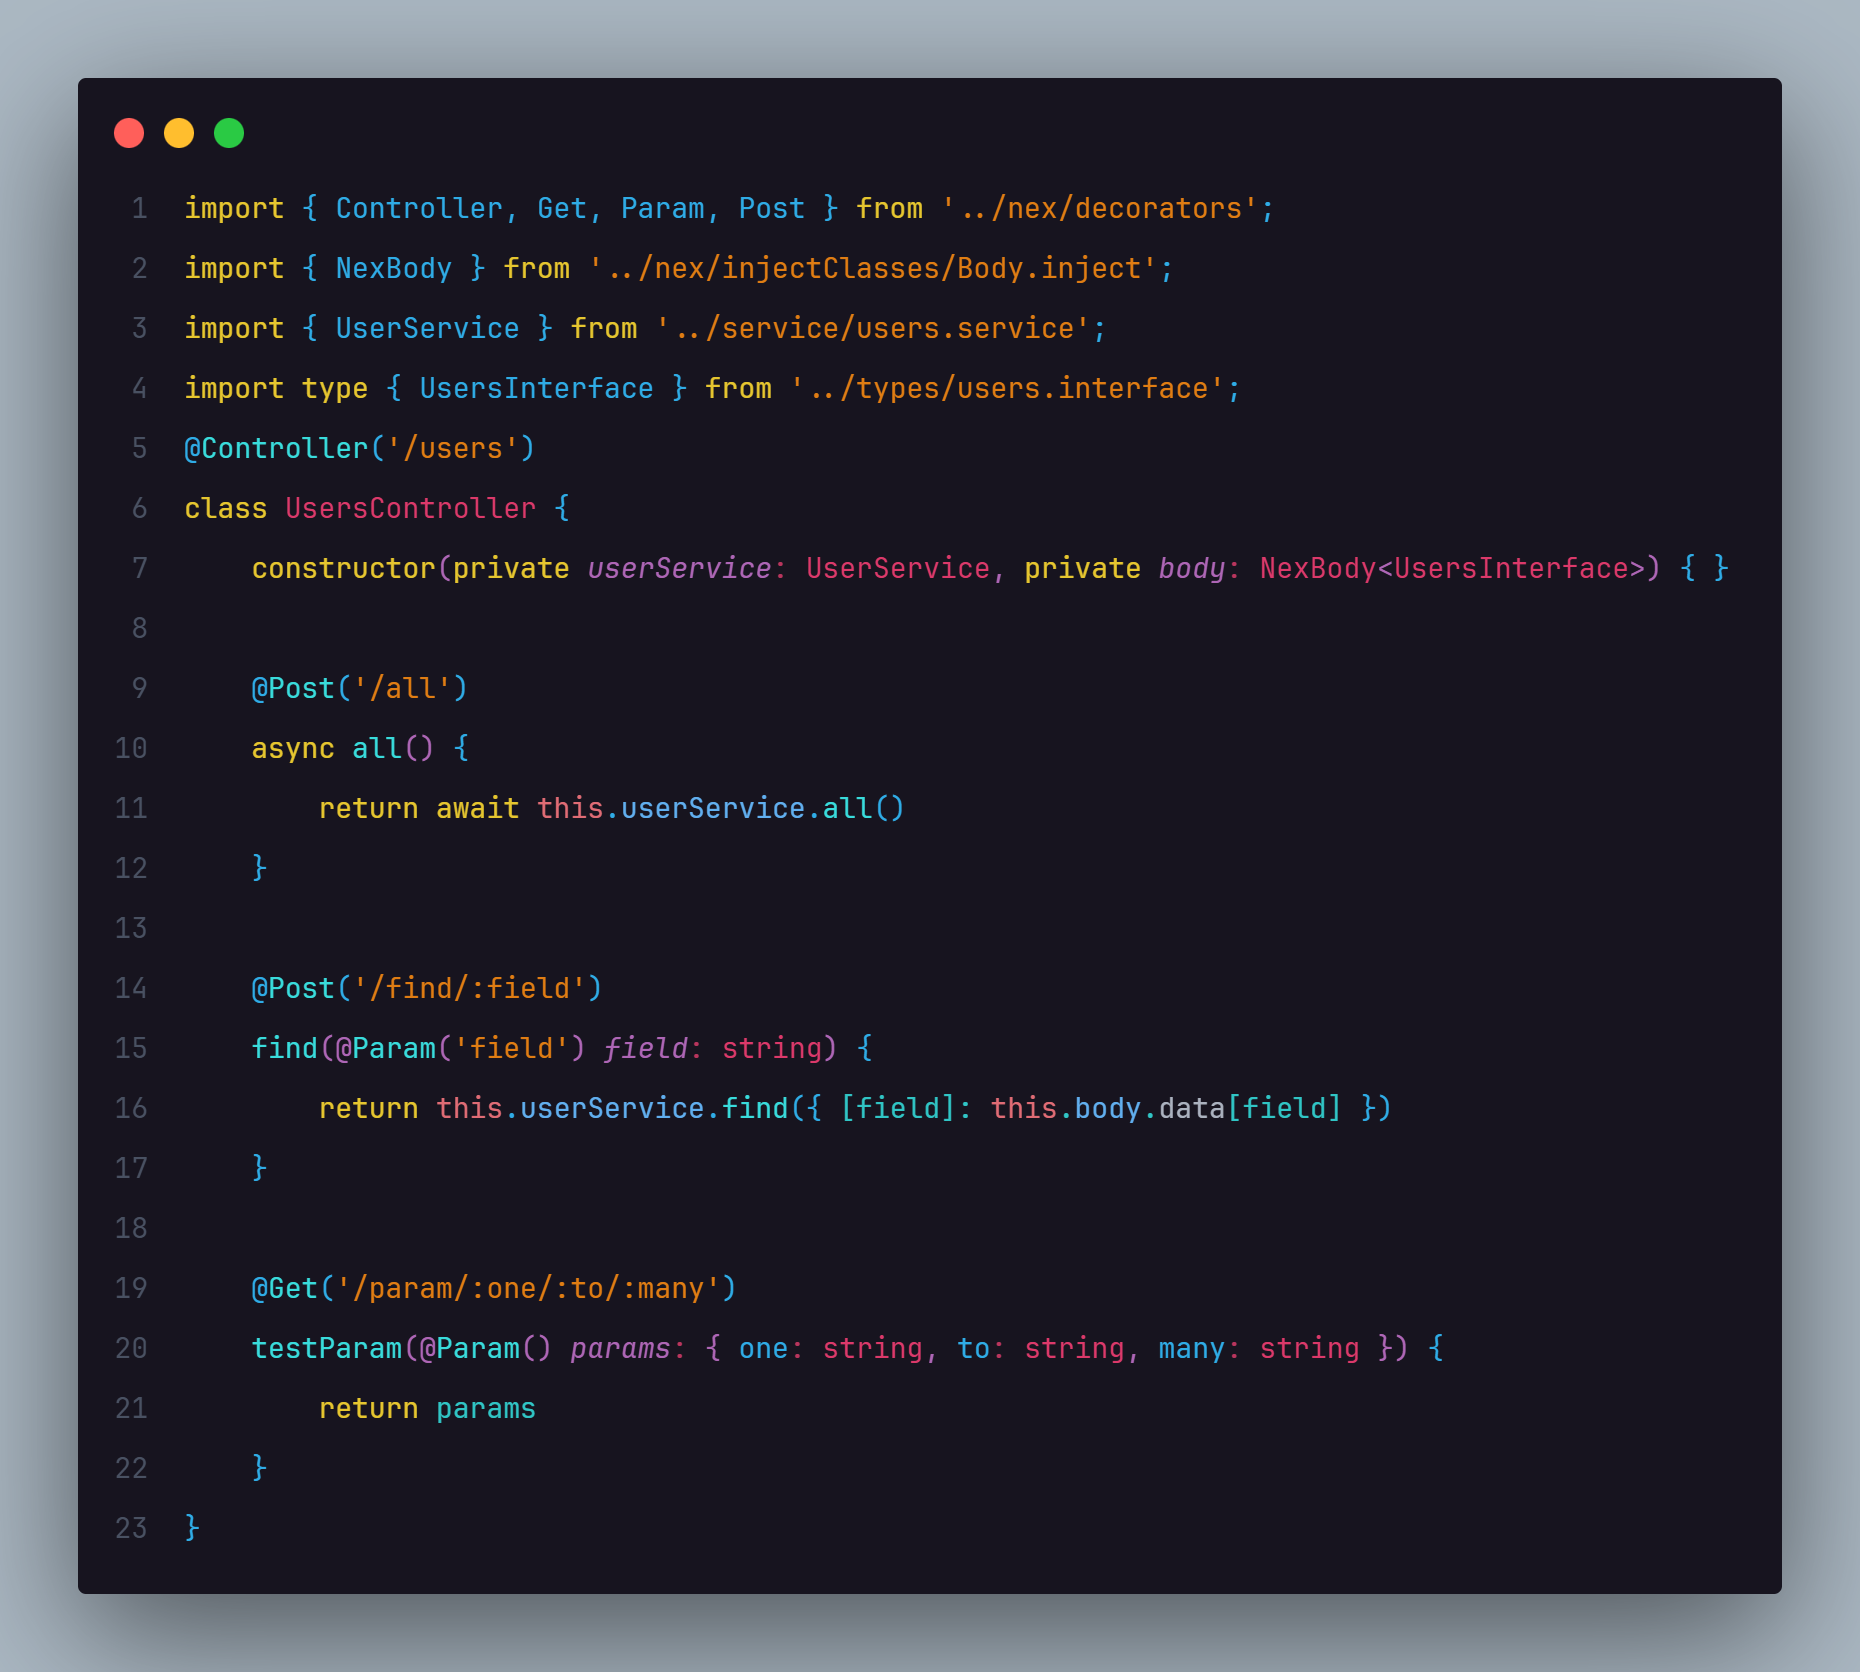 1 import { Controller, Get, Param, Post } from '../nex/decorators';
2 import { NexBody } from '../nex/injectClasses/Body.inject';
3 import { UserService } from '../service/users.service';
4 import type { UsersInterface } from '../types/users.interface';
5 @Controller('/users')
6 class UsersController {
7     constructor(private userService: UserService, private body: NexBody<UsersInterface>) { }
8
9     @Post('/all')
10     async all() {
11         return await this.userService.all()
12     }
13
14     @Post('/find/:field')
15     find(@Param('field') field: string) {
16         return this.userService.find({ [field]: this.body.data[field] })
17     }
18
19     @Get('/param/:one/:to/:many')
20     testParam(@Param() params: { one: string, to: string, many: string }) {
21         return params
22     }
23 }